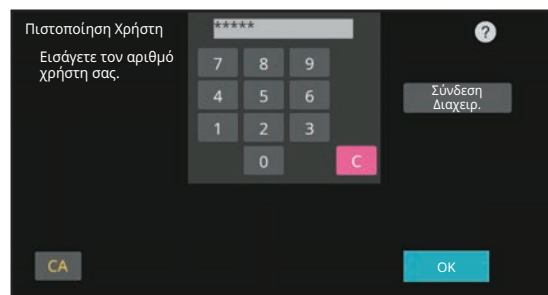 Πιστοποίηση Χρήστη
*****
?
Εισάγετε τον αριθμό
χρήστη σας.
7 8 9
4 5 6
Σύνδεση
Διαχειρ.
1 2 3
0 C
CA
OK